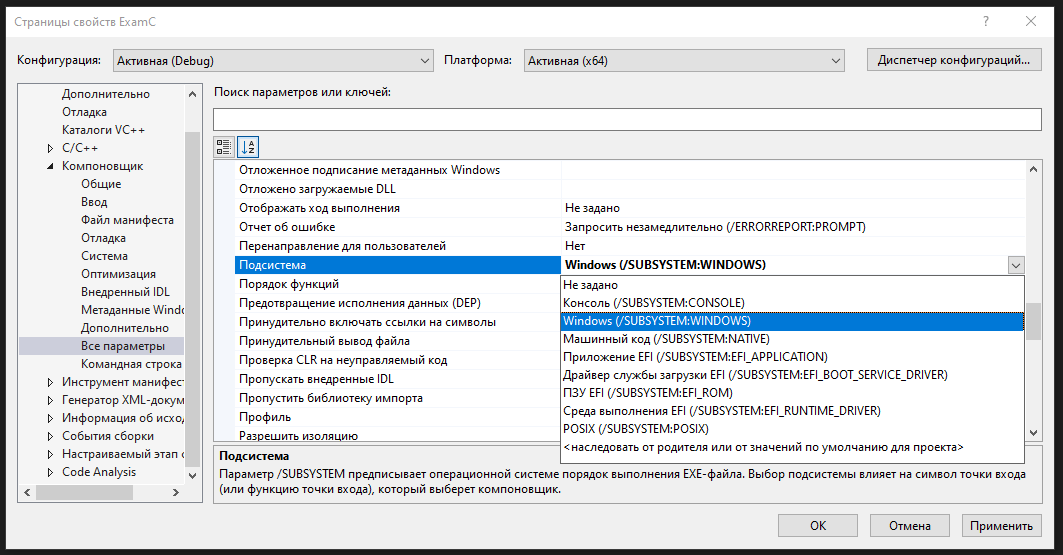 Страницы свойств ExamC
?
Конфигурация:
Активная (Debug)
Платформа:
Активная (x64)
Диспетчер конфигураций...
Дополнительно
Отладка
Каталоги VC++
C/C++
Компоновщик
Общие
Ввод
Файл манифеста
Отладка
Система
Оптимизация
Внедренный IDL
Метаданные Windo
Дополнительно
Все параметры
Командная строка
Инструмент манифест
Генератор XML-докум
Информация об исход
События сборки
Настраиваемый этап с
Code Analysis
Поиск параметров или ключей:
Отложенное подписание метаданных Windows
Отложено загружаемые DLL
Отображать ход выполнения Не задано
Отчет об ошибке Запросить незамедлительно (/ERRORREPORT:PROMPT)
Перенаправление для пользователей Нет
Подсистема Windows (/SUBSYSTEM:WINDOWS)
Порядок функций
Предотвращение исполнения данных (DEP)
Принудительно включать ссылки на символы
Принудительный вывод файла
Проверка CLR на неуправляемый код
Пропускать внедренные IDL
Пропустить библиотеку импорта
Профиль
Разрешить изоляцию
Не задано
Консоль (/SUBSYSTEM:CONSOLE)
Windows (/SUBSYSTEM:WINDOWS)
Машинный код (/SUBSYSTEM:NATIVE)
Приложение EFI (/SUBSYSTEM:EFI_APPLICATION)
Драйвер службы загрузки EFI (/SUBSYSTEM:EFI_BOOT_SERVICE_DRIVER)
ПЗУ EFI (/SUBSYSTEM:EFI_ROM)
Среда выполнения EFI (/SUBSYSTEM:EFI_RUNTIME_DRIVER)
POSIX (/SUBSYSTEM:POSIX)
<наследовать от родителя или от значений по умолчанию для проекта>
Подсистема
Параметр /SUBSYSTEM предписывает операционной системе порядок выполнения EXE-файла. Выбор подсистемы влияет на символ точки входа
(или функцию точки входа), который выберет компоновщик.
ОК
Отмена
Применить